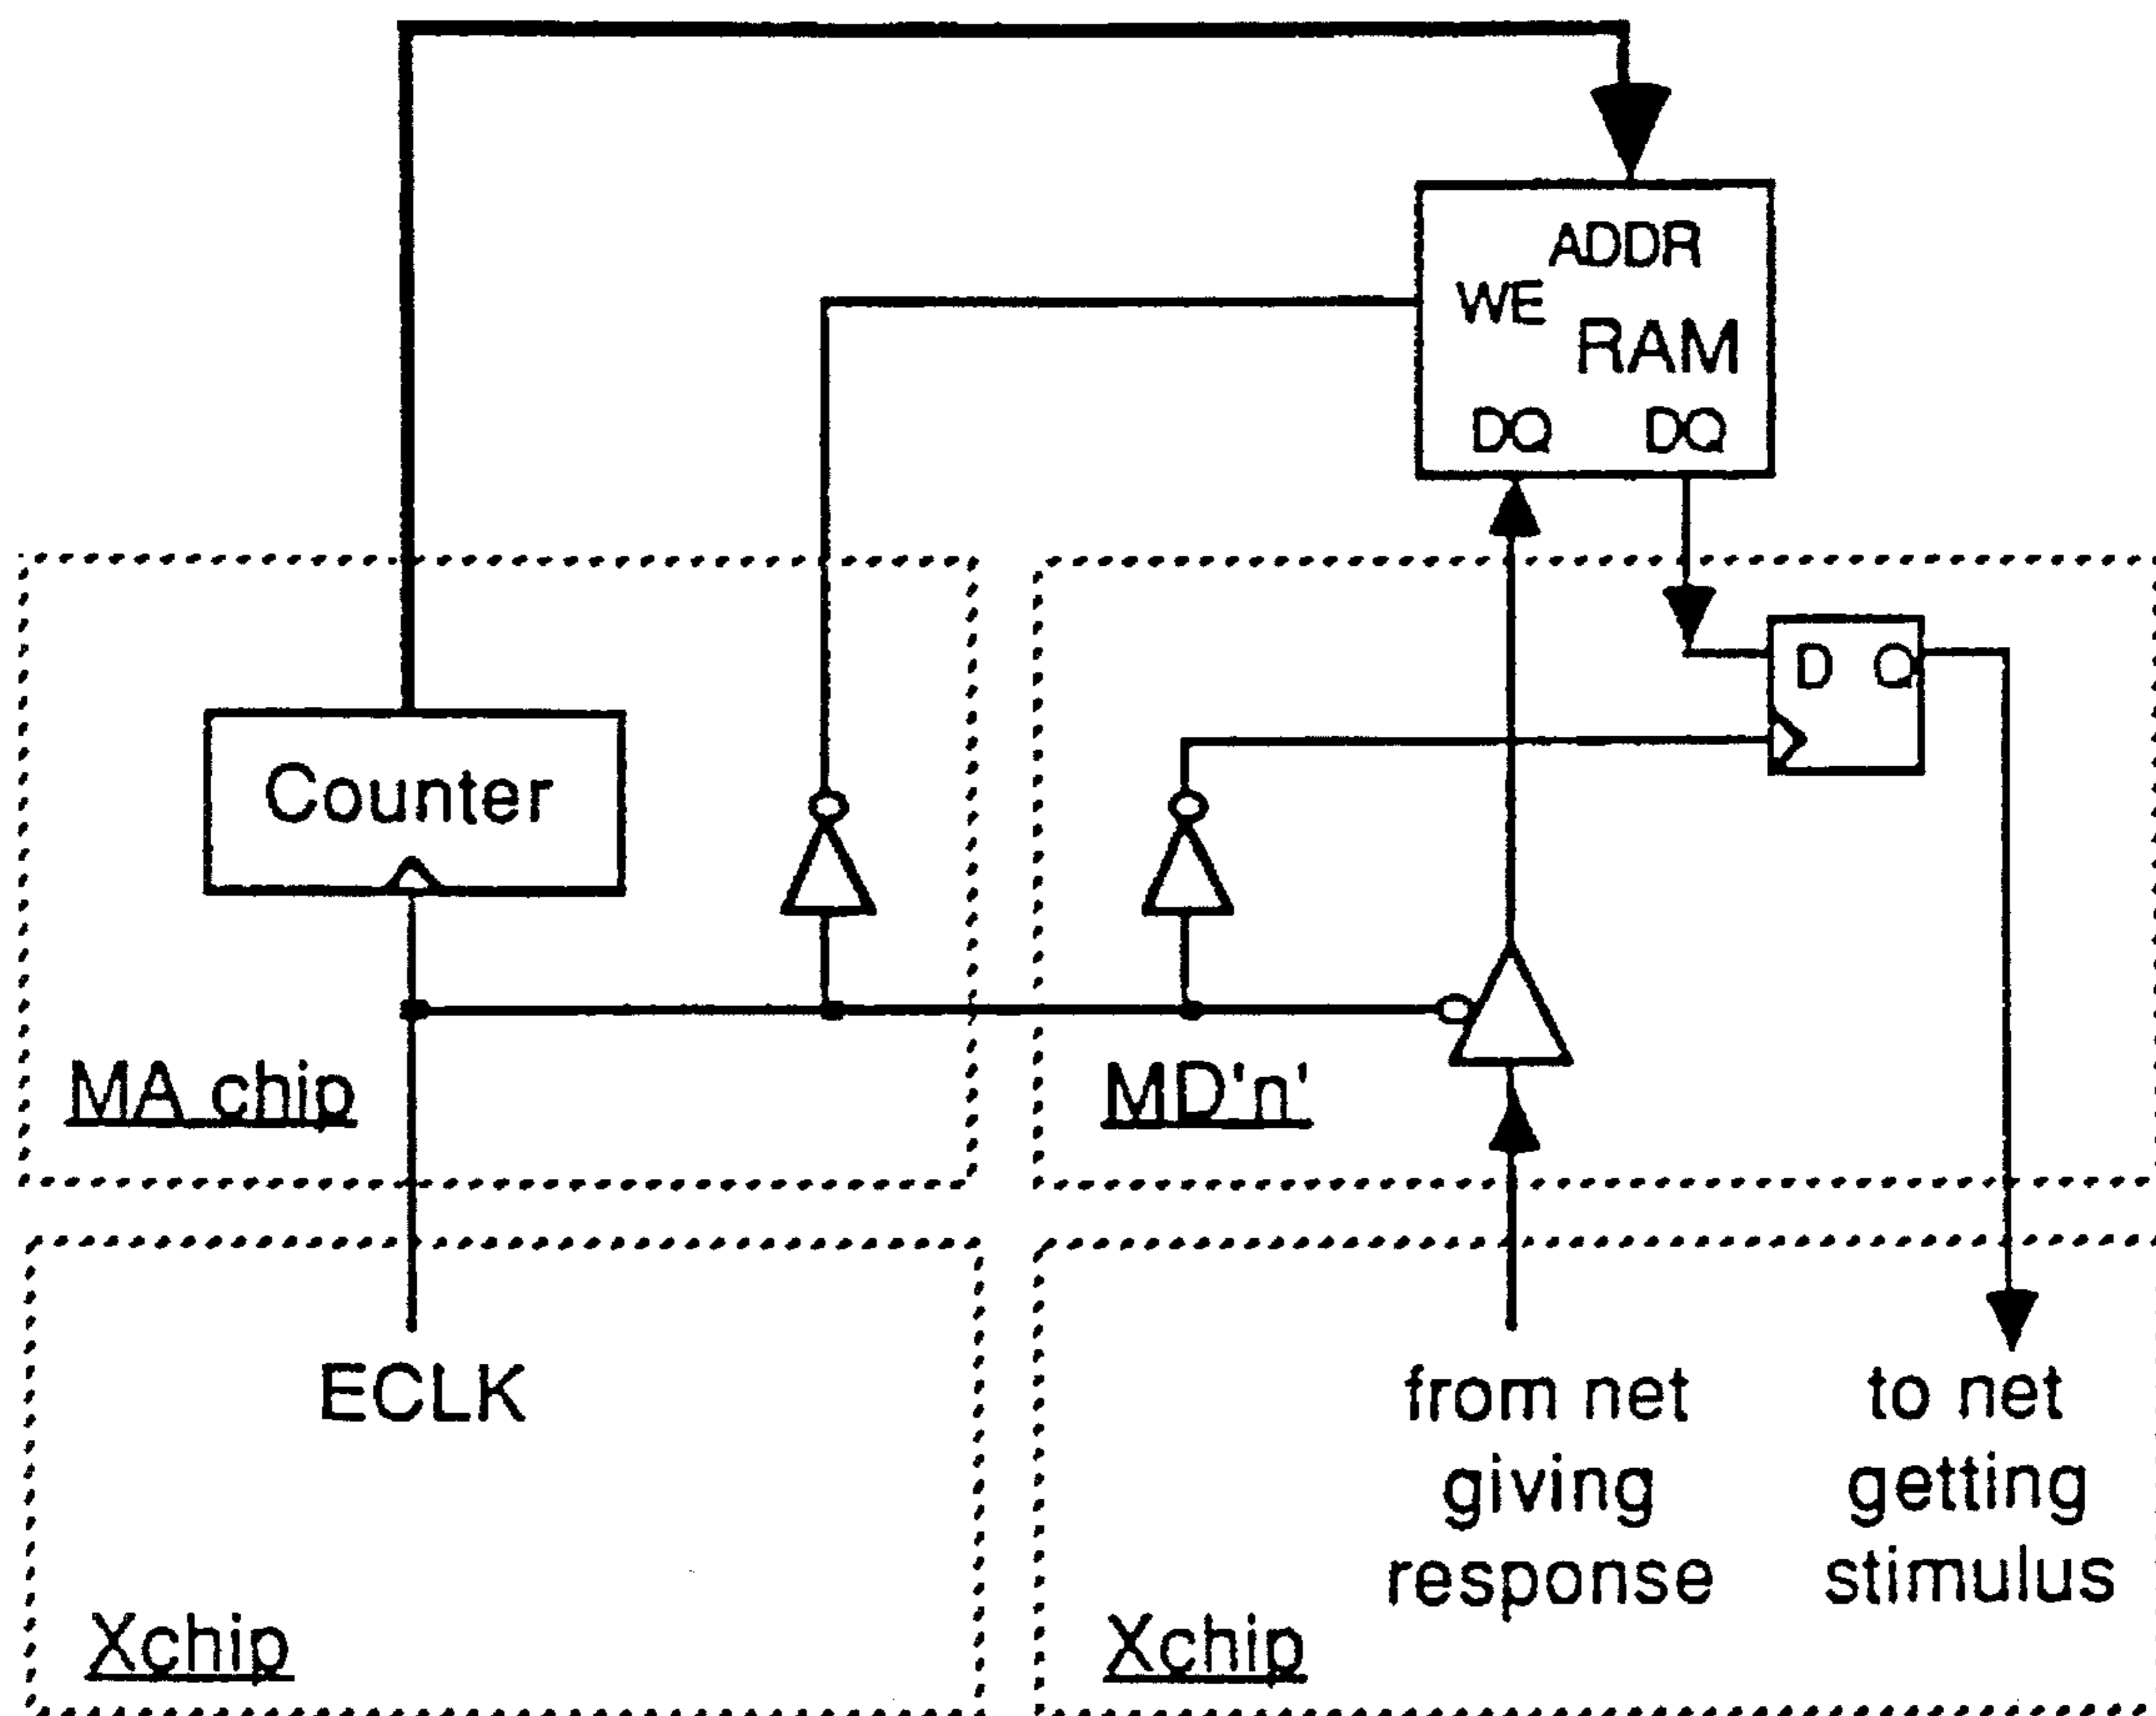 ADDR
WE
RAM
DQ DQ
D Q
Counter
MA chip
MD'n'
ECLK
from net
giving
response
to net
getting
stimulus
Xchip
Xchip